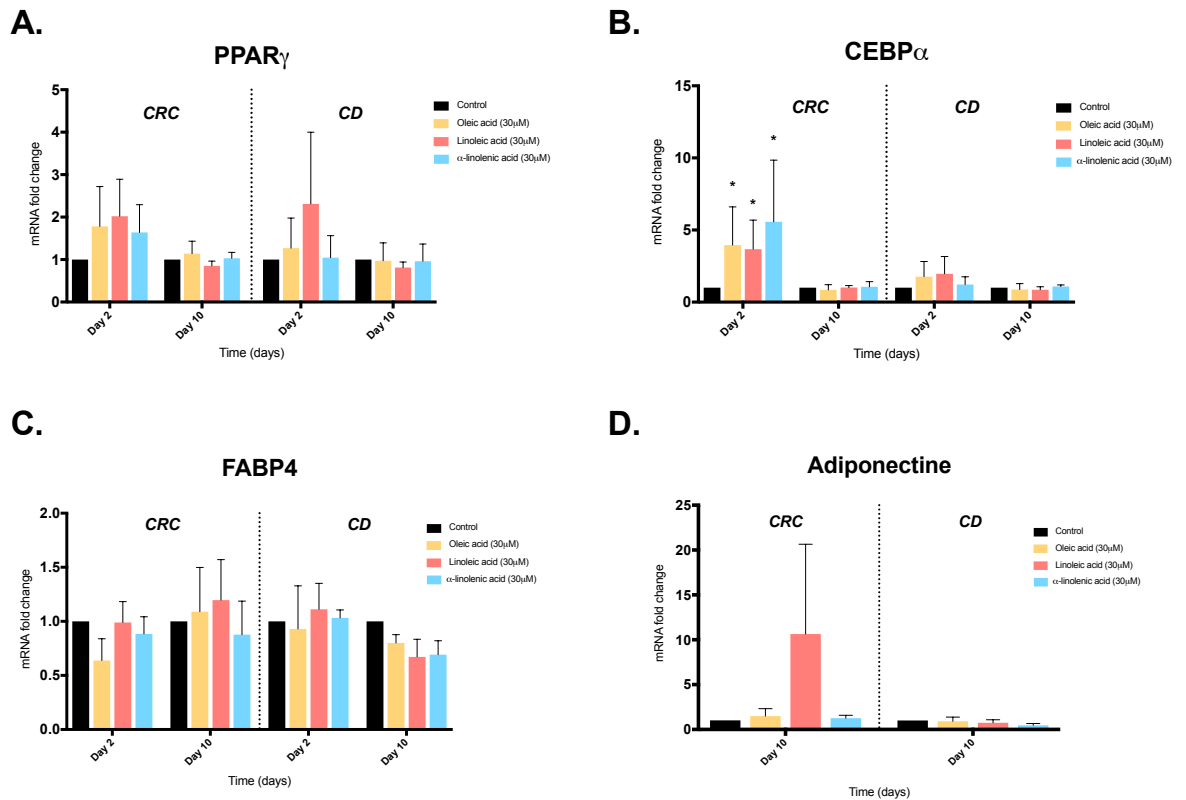 A.
PPARγ
mRNA fold change
5
4
3
2
1
0
CRC
CD
Control
Oleic acid (30μM)
Linoleic acid (30μM)
α-linolenic acid (30μM)
Day 2
Day 10
Day 2
Day 10
Time (days)
B.
CEBPα
mRNA fold change
15
10
5
0
CRC
CD
* * *
Control
Oleic acid (30μM)
Linoleic acid (30μM)
α-linolenic acid (30μM)
Day 2
Day 10
Day 2
Day 10
Time (days)
C.
FABP4
mRNA fold change
2.0
1.5
1.0
0.5
0.0
CRC
CD
Control
Oleic acid (30μM)
Linoleic acid (30μM)
α-linolenic acid (30μM)
Day 2
Day 10
Day 2
Day 10
Time (days)
D.
Adiponectine
mRNA fold change
25
20
15
10
5
0
CRC
CD
Control
Oleic acid (30μM)
Linoleic acid (30μM)
α-linolenic acid (30μM)
Day 10
Day 10
Time (days)